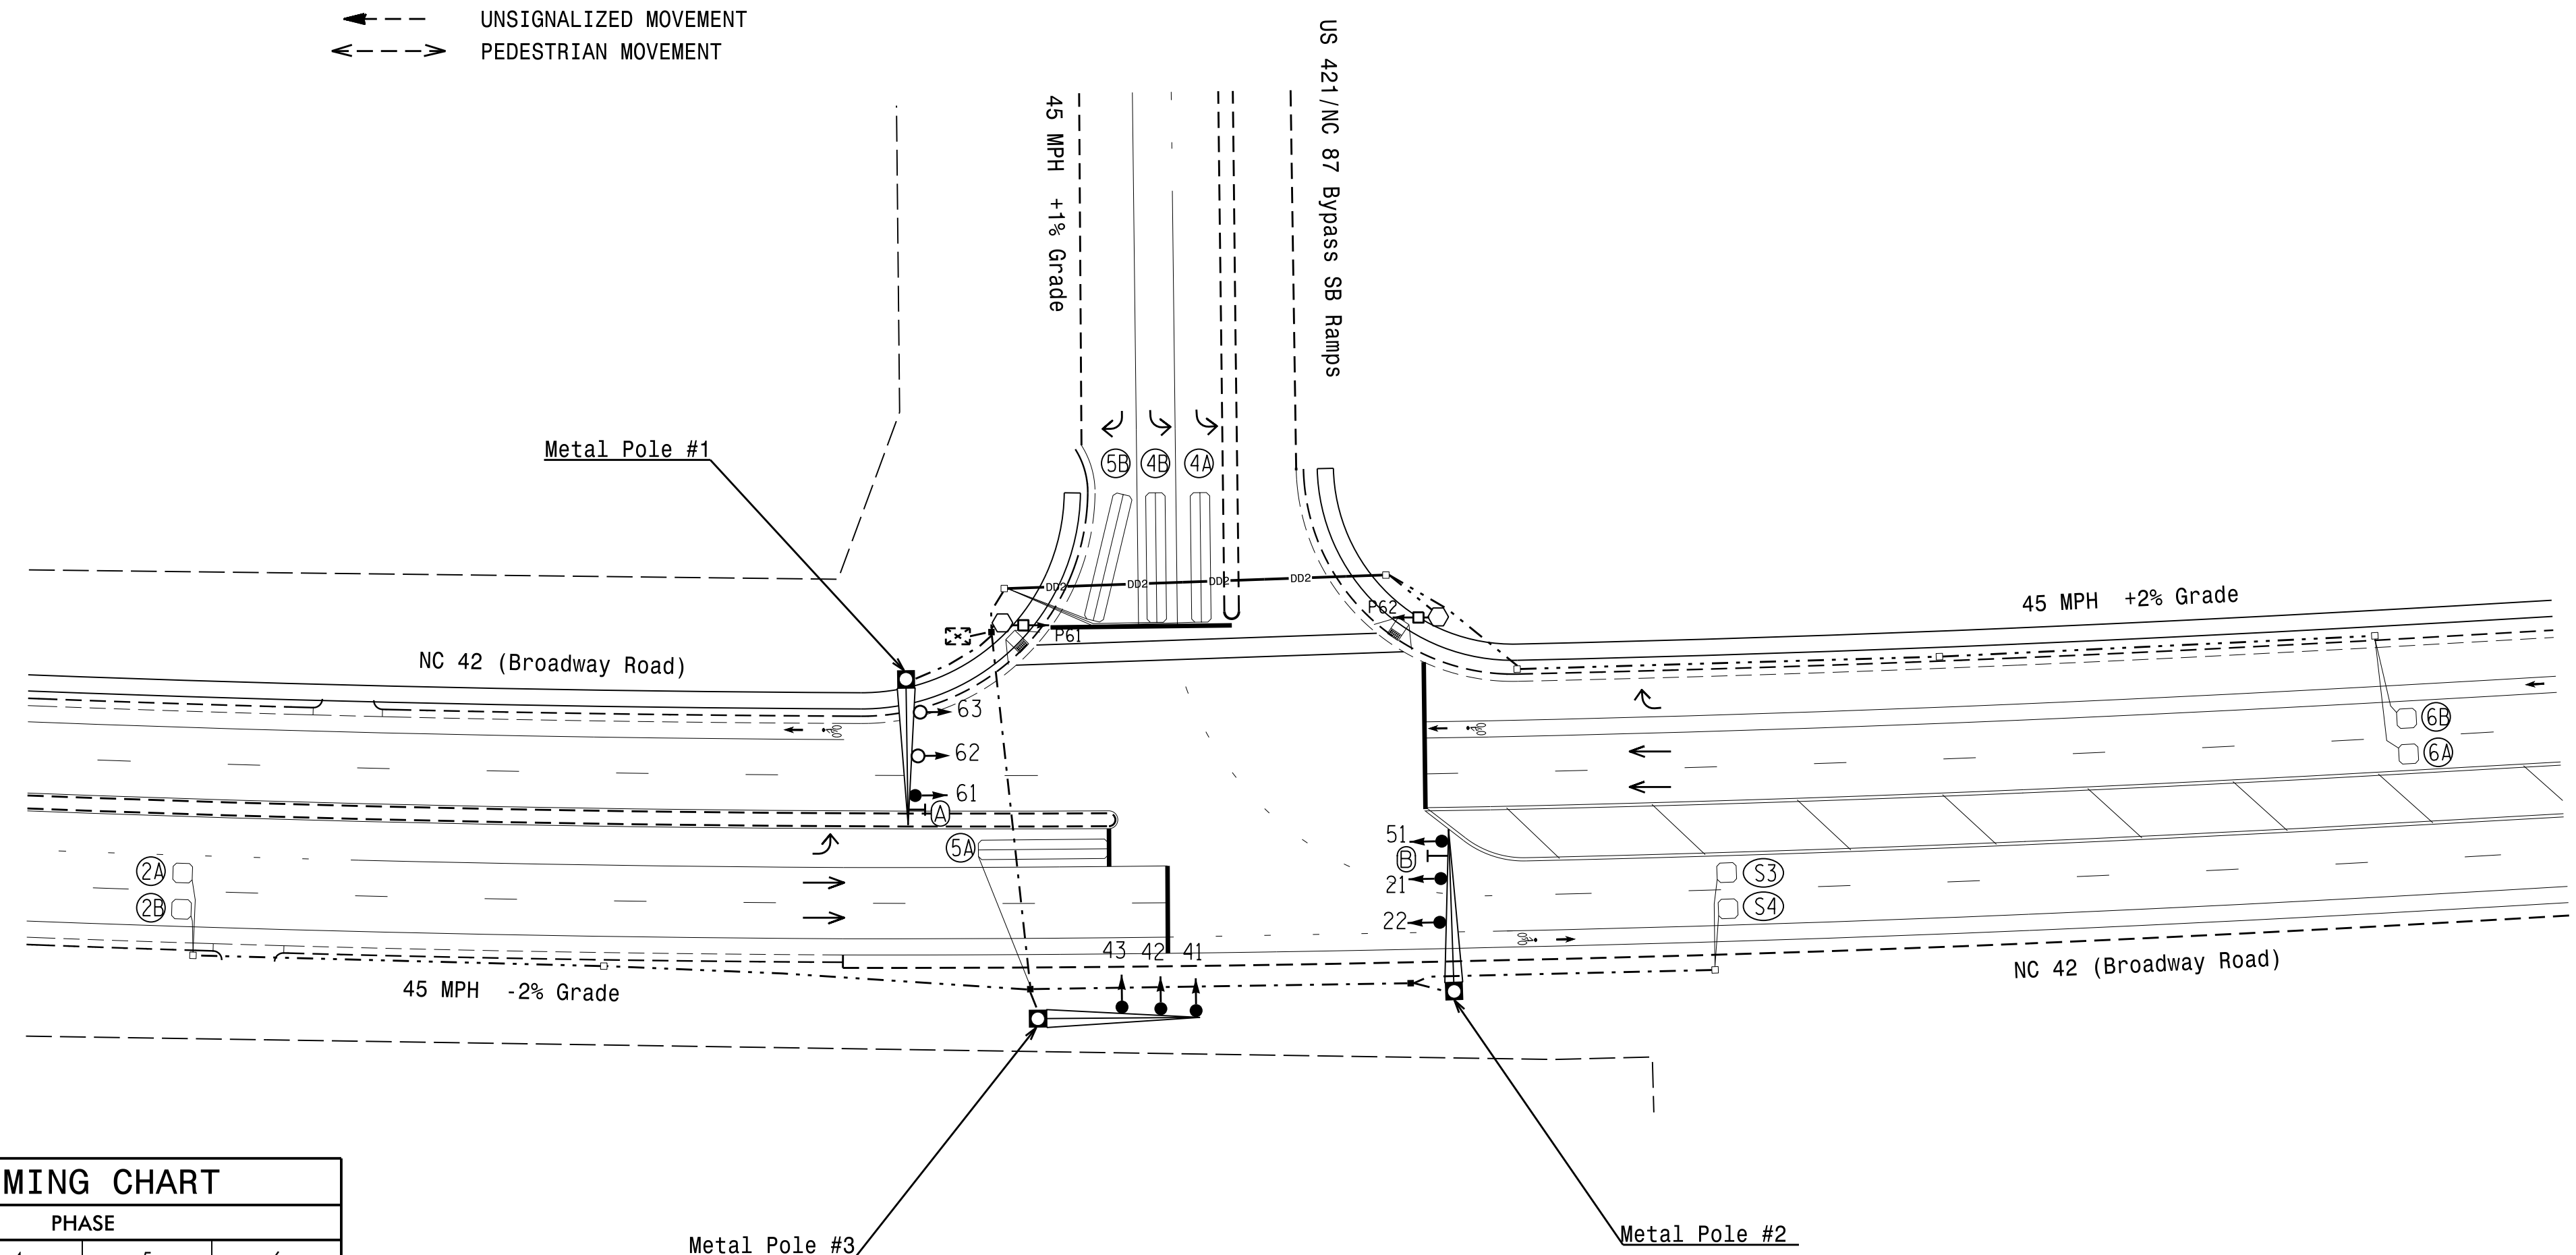 UNSIGNALIZED MOVEMENT
PEDESTRIAN MOVEMENT
US 421/NC 87 Bypass SB Ramps
45 MPH +1% Grade
Metal Pole #1
5B
4B
4A
DD2
DD2
DD2
DD2
P61
P62
45 MPH +2% Grade
NC 42 (Broadway Road)
63
62
61
A
6B
6A
51
B
21
22
5A
2A
2B
S3
S4
43
42
41
45 MPH -2% Grade
NC 42 (Broadway Road)
Metal Pole #3
Metal Pole #2
MING CHART
PHASE